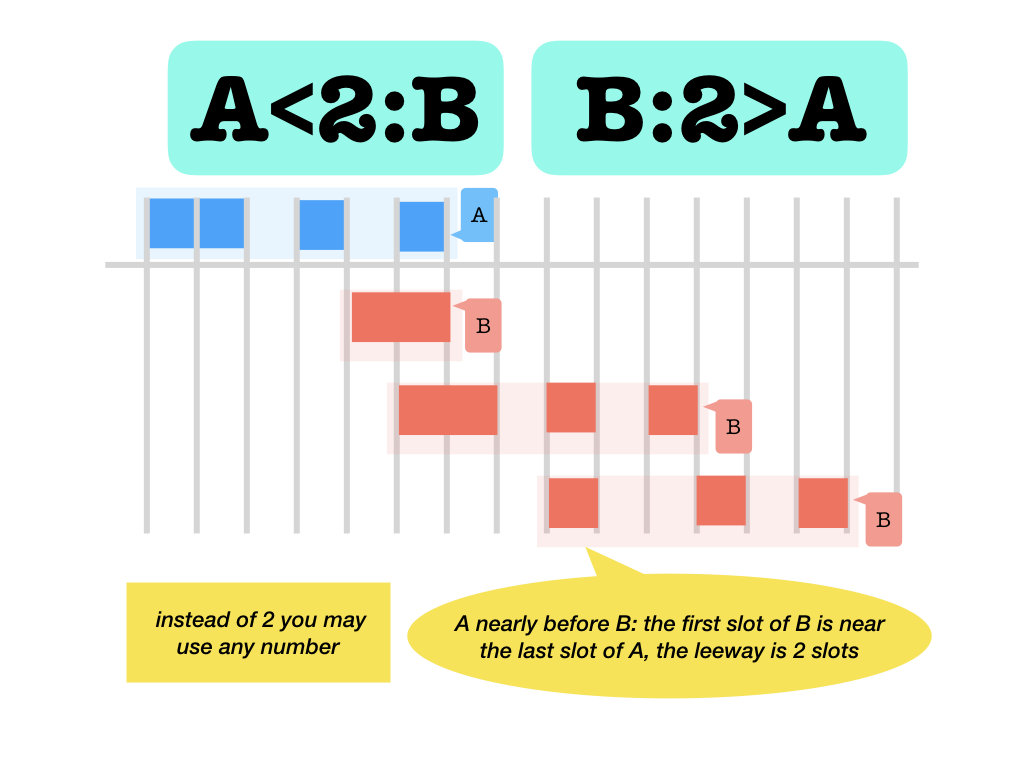 A<2:B
B:2>A
A
B
B
B
instead of 2 you may
use any number
A nearly before B: the first slot of B is near
the last slot of A, the leeway is 2 slots